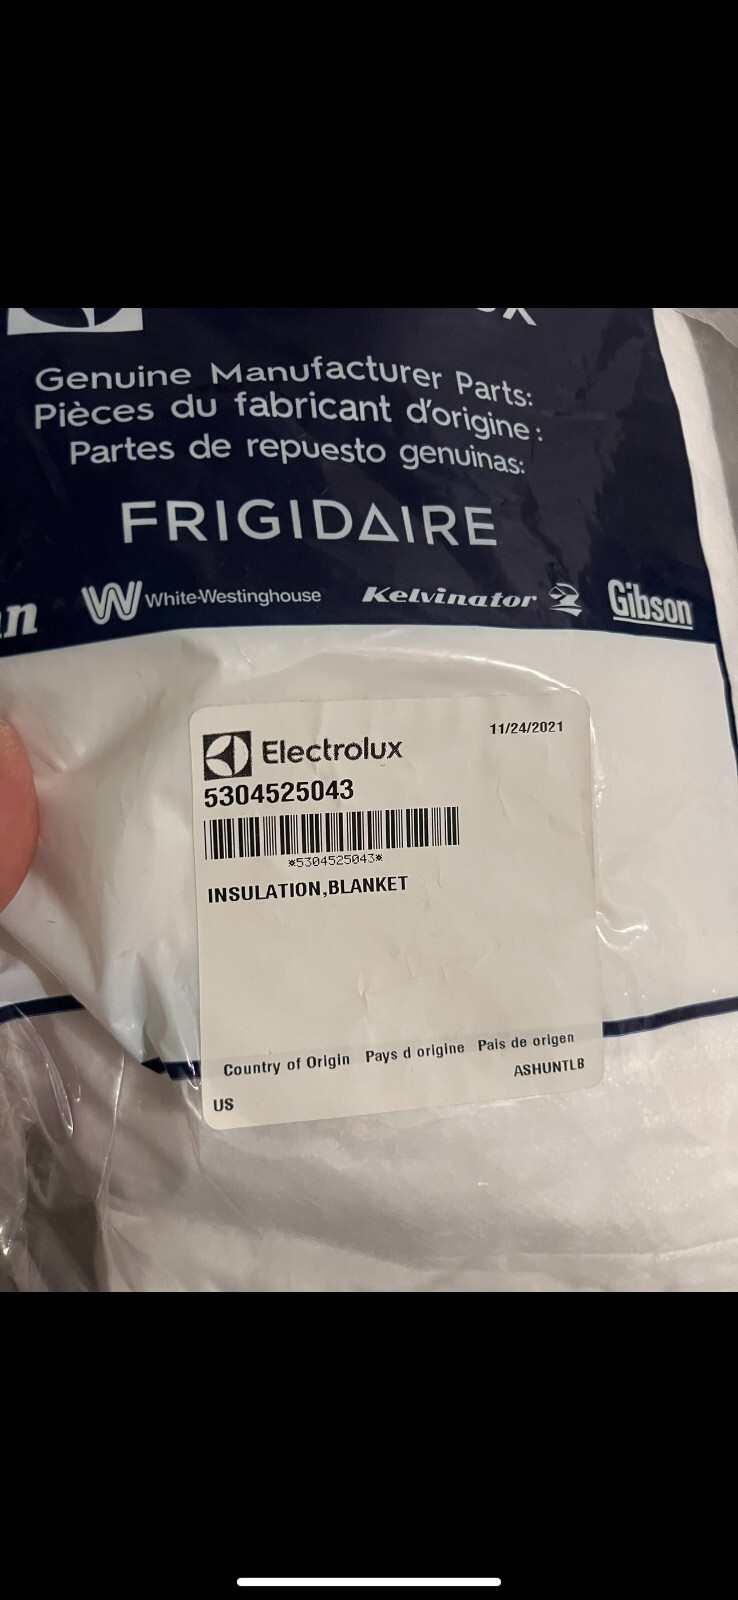 Genuine Manufacturer Parts:
Pièces du fabricant d'origine:
Partes de repuesto genuinas:
FRIGIDAIRE
White-Westinghouse Kelvinator Gibson
Electrolux 11/24/2021
5304525043
*5304525043*
INSULATION,BLANKET
Country of Origin Pays d origine Pais de origen
ASHUNTLB
US